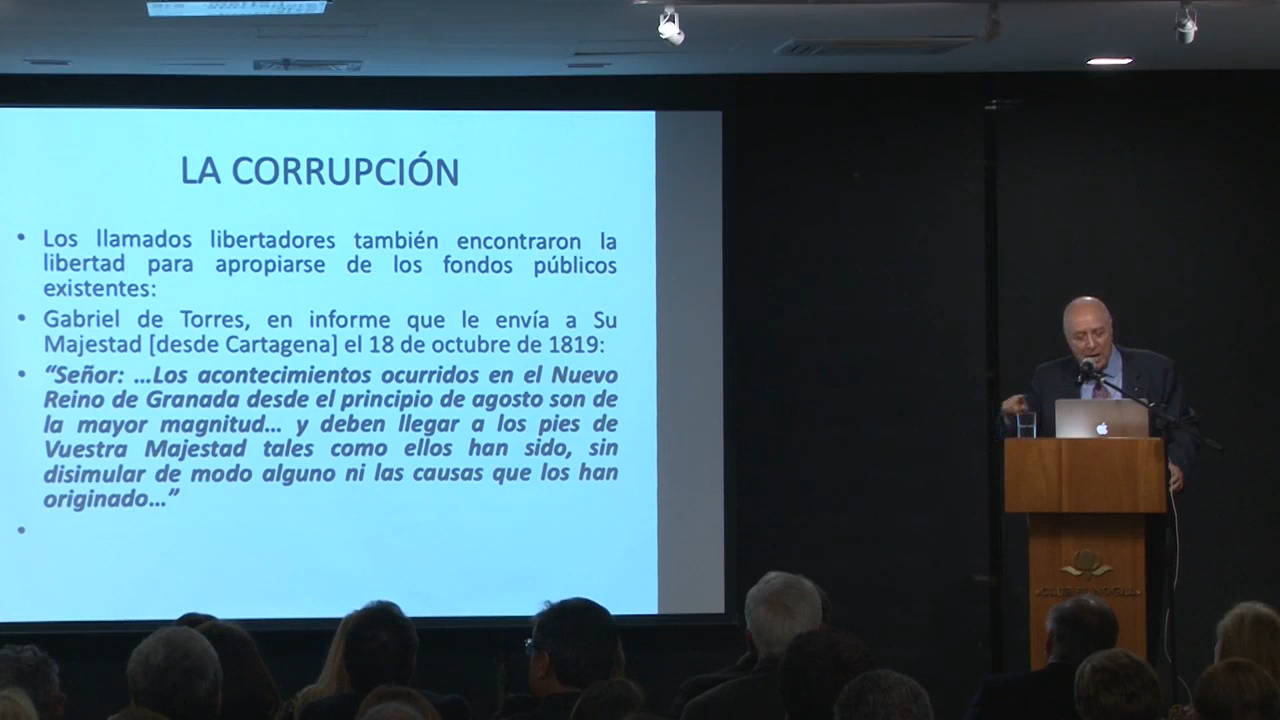 LA CORRUPCIÓN
• Los llamados libertadores también encontraron la
libertad para apropiarse de los fondos públicos
existentes:
• Gabriel de Torres, en informe que le envía a Su
Majestad [desde Cartagena] el 18 de octubre de 1819:
• “Señor: ...Los acontecimientos ocurridos en el Nuevo
Reino de Granada desde el principio de agosto son de
la mayor magnitud... y deben llegar a los pies de
Vuestra Majestad tales como ellos han sido, sin
disimular de modo alguno ni las causas que los han
originado...”
•
CLUB EL NOGAL